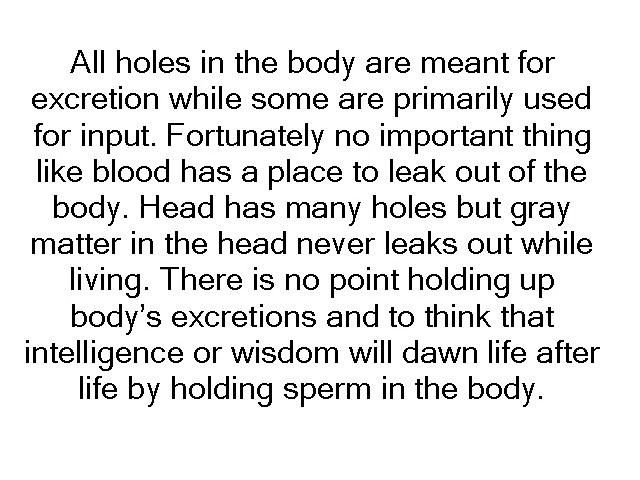 All holes in the body are meant for
excretion while some are primarily used
for input. Fortunately no important thing
like blood has a place to leak out of the
body. Head has many holes but gray
matter in the head never leaks out while
living. There is no point holding up
body’s excretions and to think that
intelligence or wisdom will dawn life after
life by holding sperm in the body.